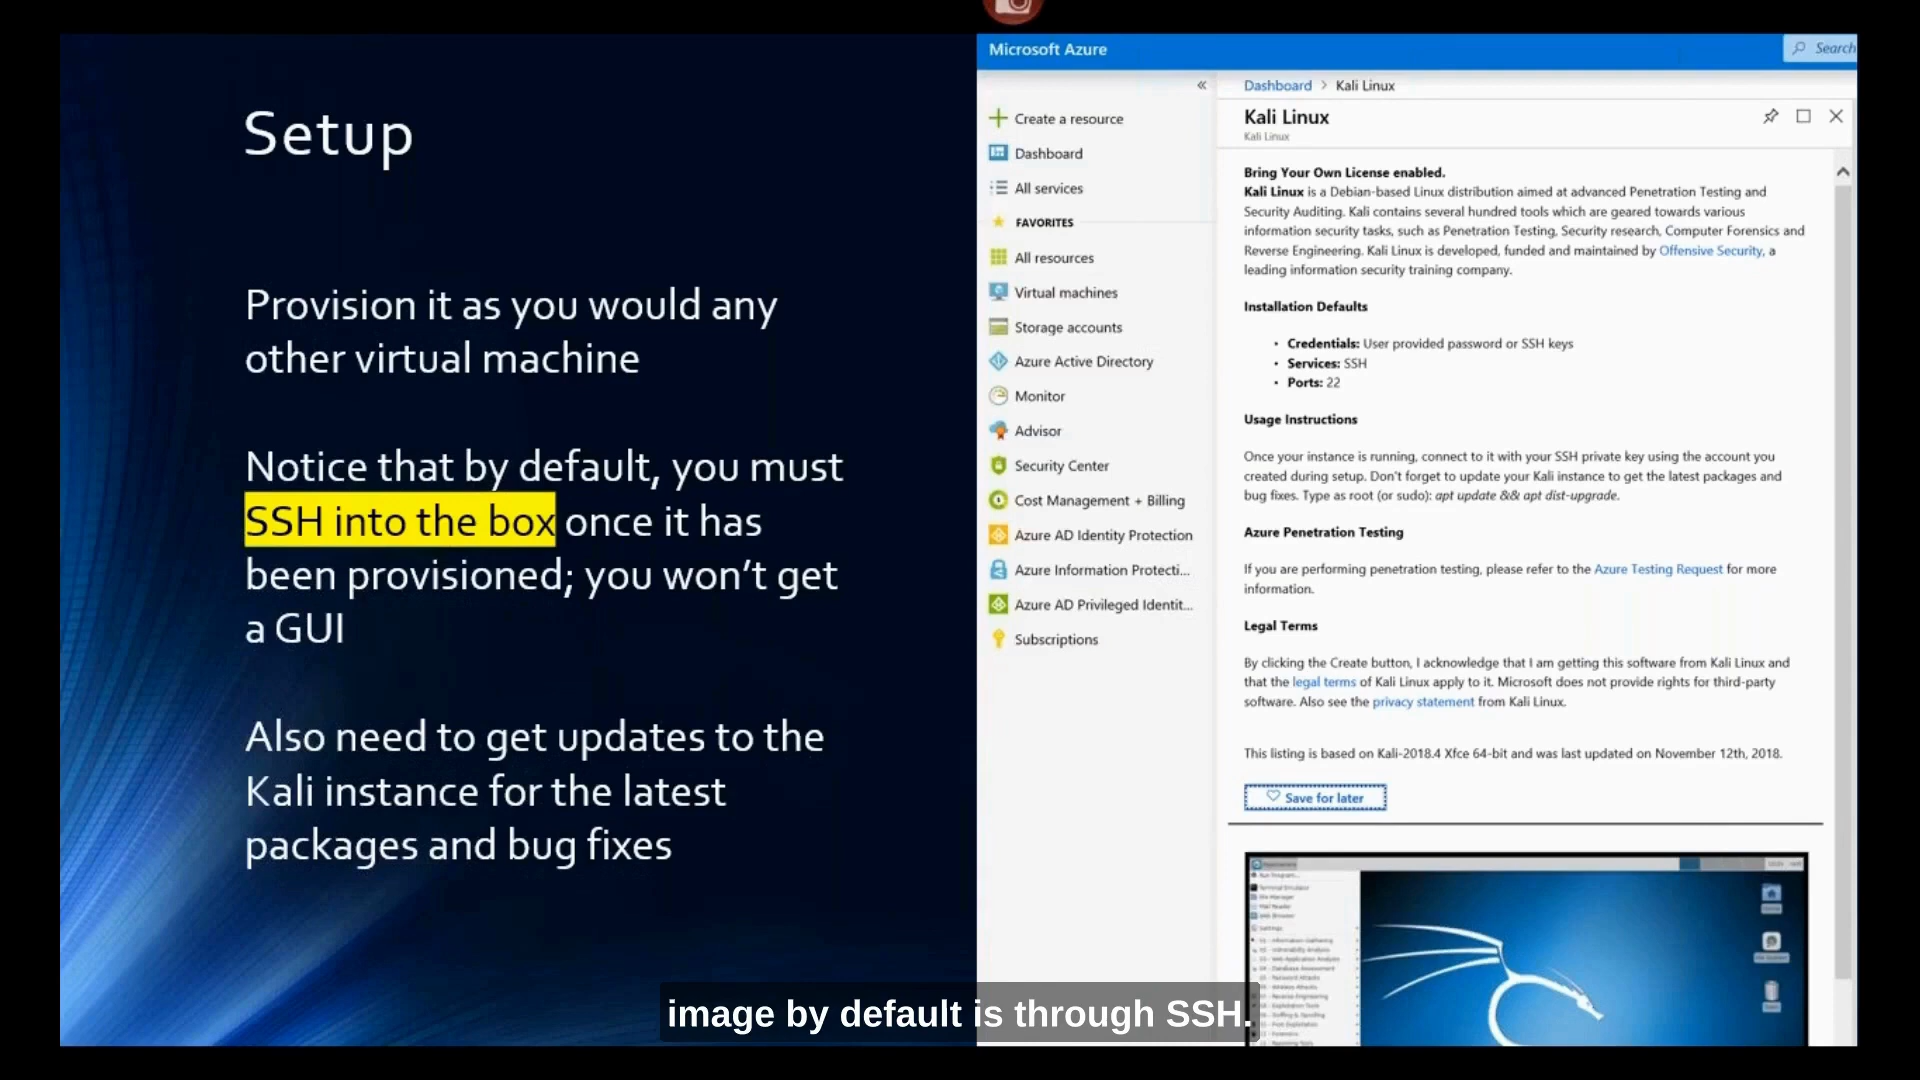 Setup
Provision it as you would any
other virtual machine
Notice that by default, you must
SSH into the box once it has
been provisioned; you won't get
a GUI
Also need to get updates to the
Kali instance for the latest
packages and bug fixes
Microsoft Azure
Search
«
Create a resource
Dashboard
All services
FAVORITES
All resources
Virtual machines
Storage accounts
Azure Active Directory
Monitor
Advisor
Security Center
Cost Management + Billing
Azure AD Identity Protection
Azure Information Protecti...
Azure AD Privileged Identit...
Subscriptions
Dashboard > Kali Linux
Kali Linux
Kali Linux
Bring Your Own License enabled.
Kali Linux is a Debian-based Linux distribution aimed at advanced Penetration Testing and
Security Auditing. Kali contains several hundred tools which are geared towards various
information security tasks, such as Penetration Testing, Security research, Computer Forensics and
Reverse Engineering. Kali Linux is developed, funded and maintained by Offensive Security, a
leading information security training company.
Installation Defaults
• Credentials: User provided password or SSH keys
• Services: SSH
• Ports: 22
Usage Instructions
Once your instance is running, connect to it with your SSH private key using the account you
created during setup. Don't forget to update your Kali instance to get the latest packages and
bug fixes. Type as root (or sudo): apt update && apt dist-upgrade.
Azure Penetration Testing
If you are performing penetration testing, please refer to the Azure Testing Request for more
information.
Legal Terms
By clicking the Create button, I acknowledge that I am getting this software from Kali Linux and
that the legal terms of Kali Linux apply to it. Microsoft does not provide rights for third-party
software. Also see the privacy statement from Kali Linux.
This listing is based on Kali-2018.4 Xfce 64-bit and was last updated on November 12th, 2018.
Save for later
image by default is through SSH.